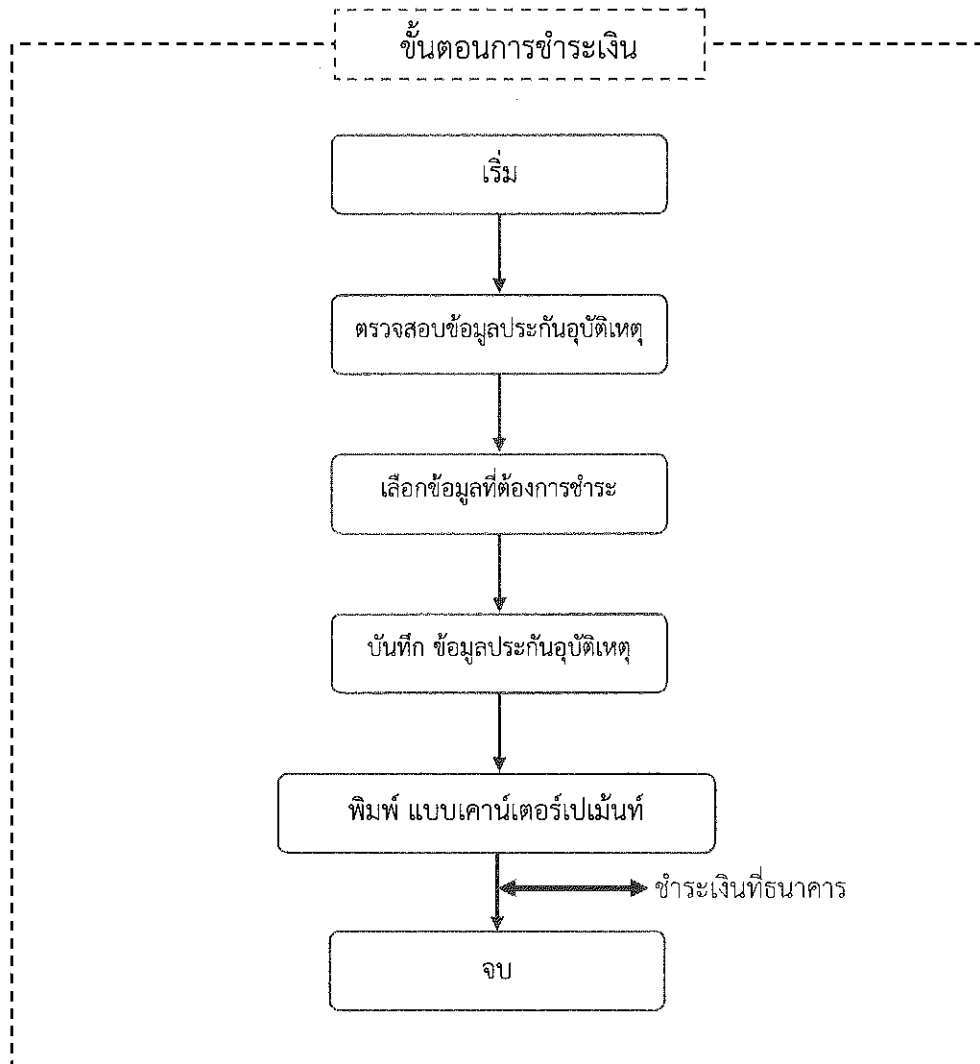 ขั้นตอนการชำระเงิน
เริ่ม
ตรวจสอบข้อมูลประกันอุบัติเหตุ
เลือกข้อมูลที่ต้องการชำระ
บันทึก ข้อมูลประกันอุบัติเหตุ
พิมพ์ แบบเคาน์เตอร์เปเม้นท์
ชำระเงินที่ธนาคาร
จบ